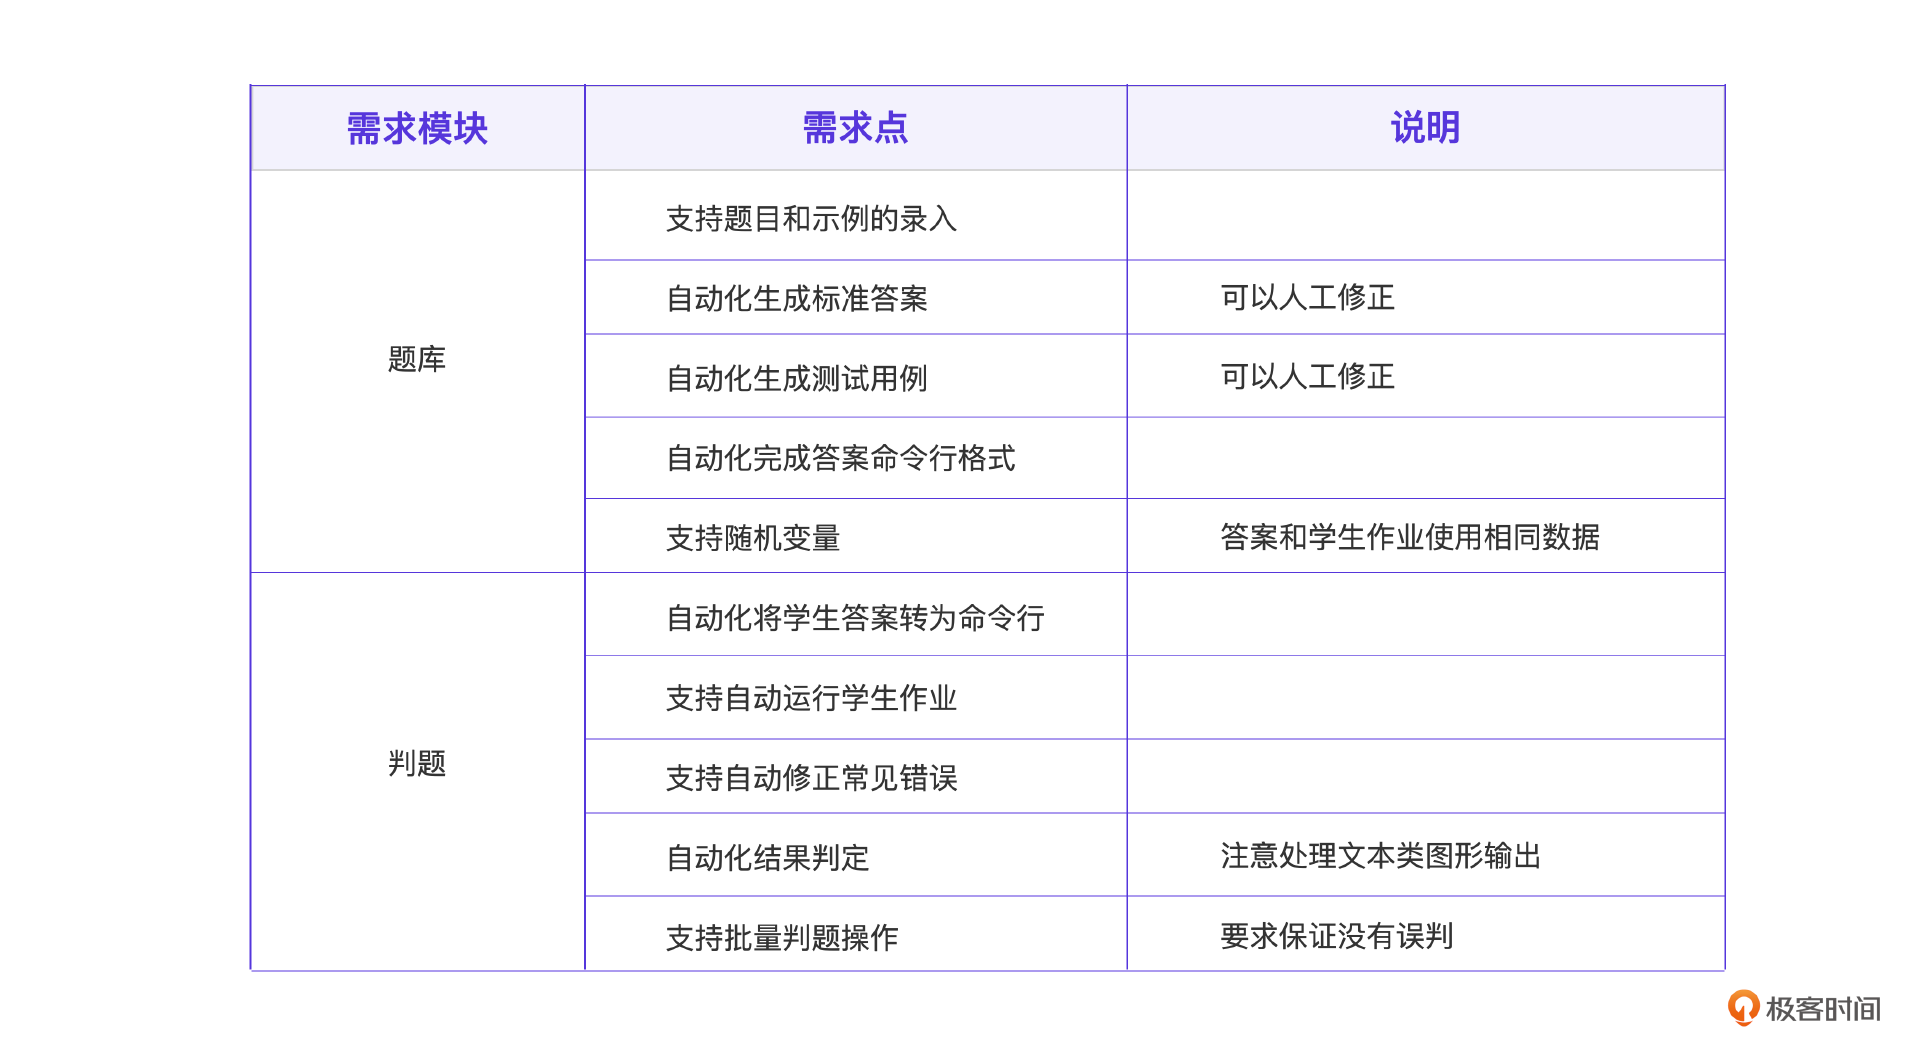 需求模块 需求点 说明
支持题目和示例的录入
自动化生成标准答案 可以人工修正
题库
自动化生成测试用例 可以人工修正
自动化完成答案命令行格式
支持随机变量 答案和学生作业使用相同数据
自动化将学生答案转为命令行
支持自动运行学生作业
判题
支持自动修正常见错误
自动化结果判定 注意处理文本类图形输出
支持批量判题操作 要求保证没有误判
极客时间